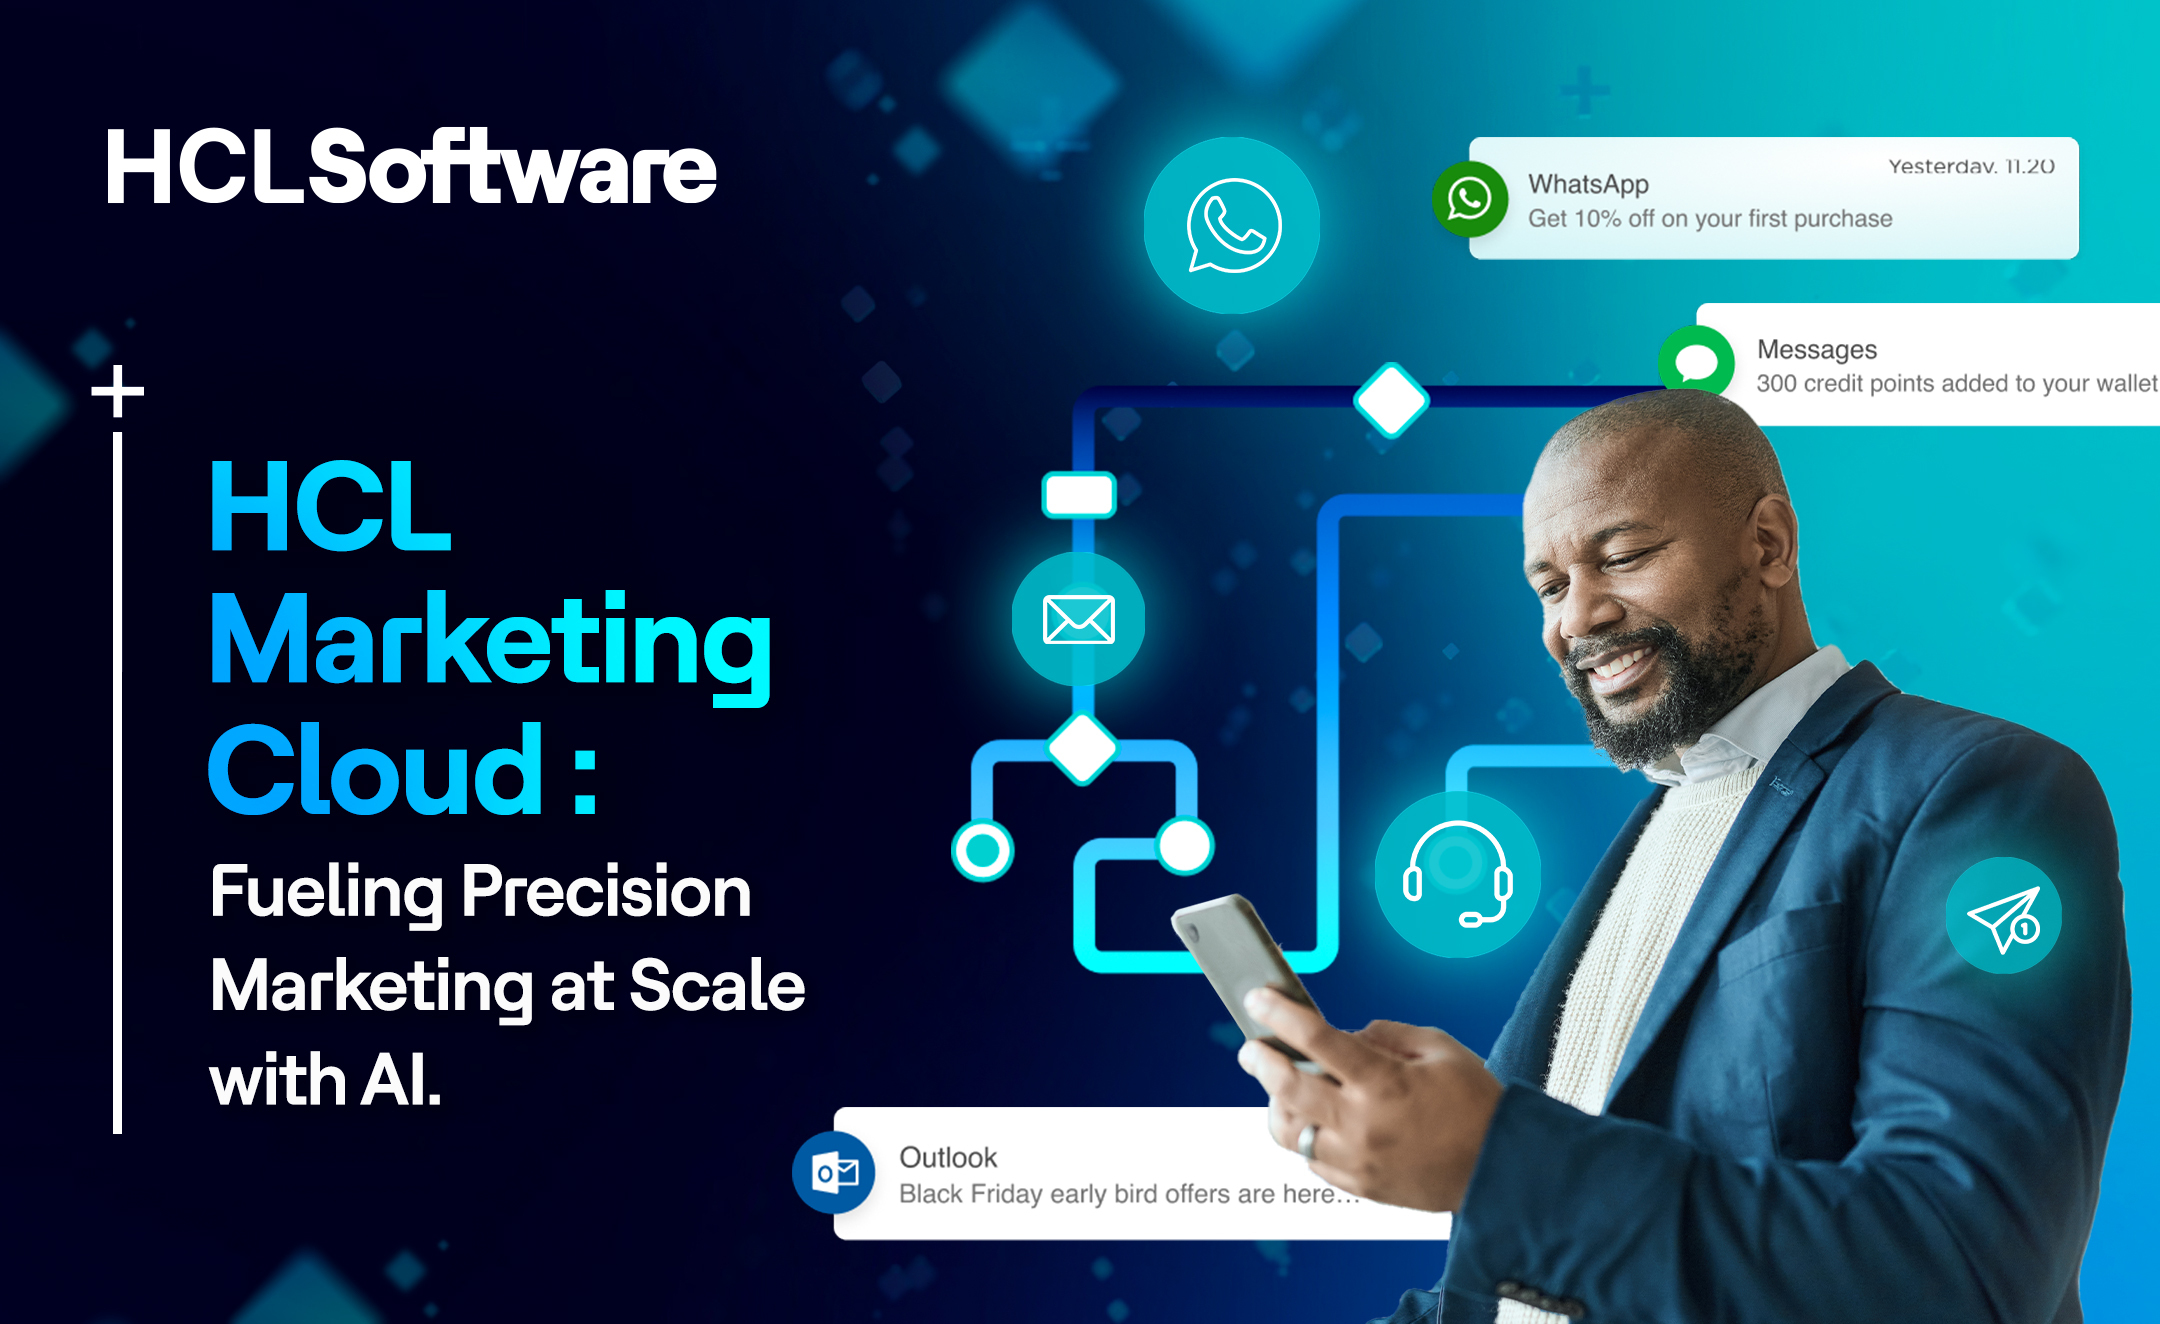 HCLSoftware
HCL
Marketing
Cloud :
Fueling Precision
Marketing at Scale
with AI.
WhatsApp
Yesterday, 11.20
Get 10% off on your first purchase
Messages
300 credit points added to your wallet
1
Outlook
Black Friday early bird offers are here...